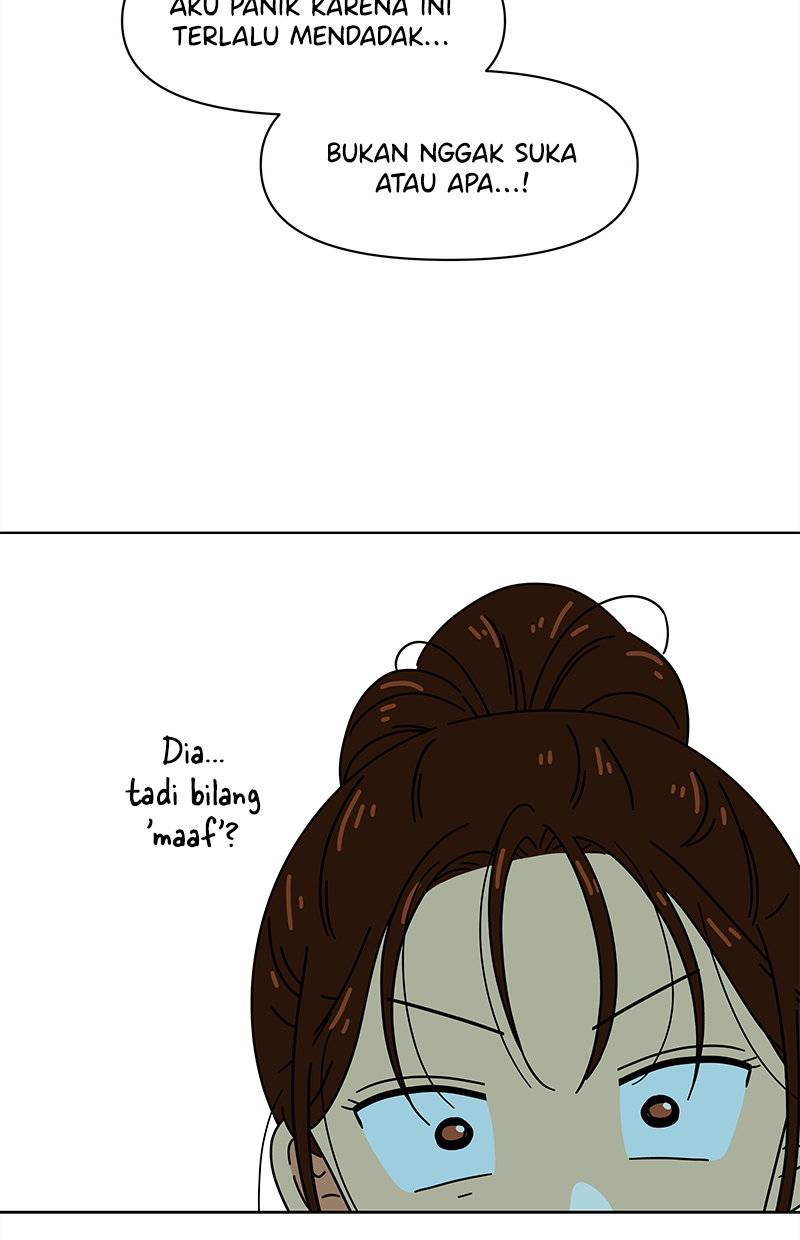 AKU PANIK KARENA INI
TERLALU MENDADAK...
BUKAN NGGAK SUKA
ATAU APA...!
Dia...
tadi bilang
'maaf'?